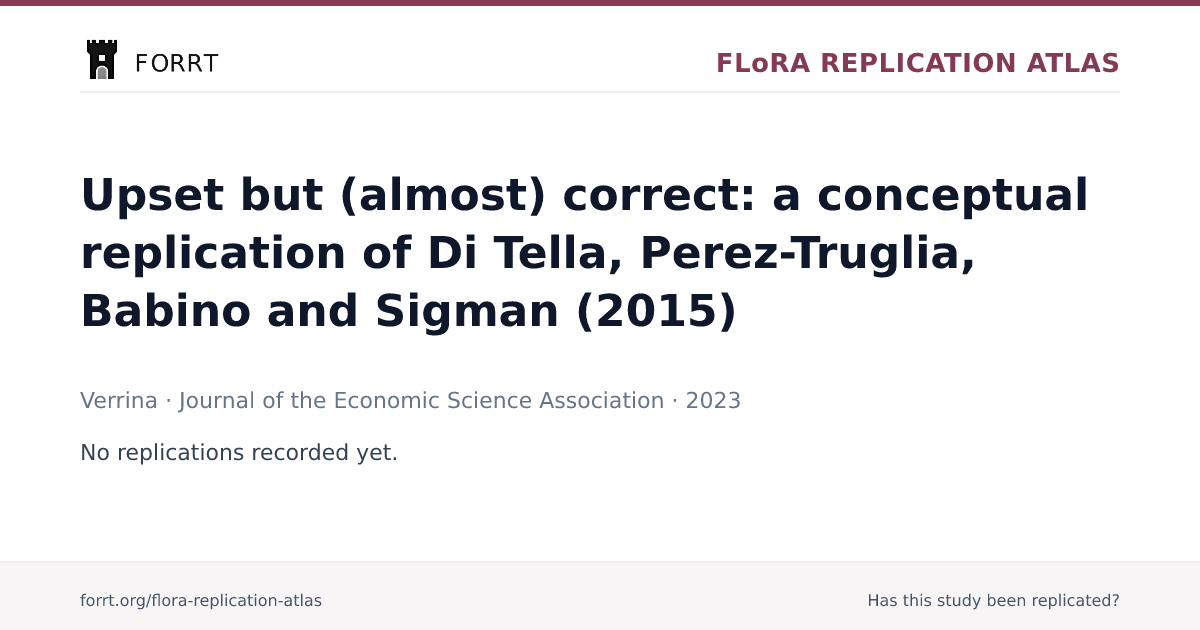 FORRT
FLoRA REPLICATION ATLAS
Upset but (almost) correct: a conceptual
replication of Di Tella, Perez-Truglia,
Babino and Sigman (2015)
Verrina · Journal of the Economic Science Association · 2023
No replications recorded yet.
forrt.org/flora-replication-atlas
Has this study been replicated?